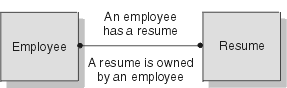 An employee
has a resume
Employee
Resume
A resume is owned
by an employee